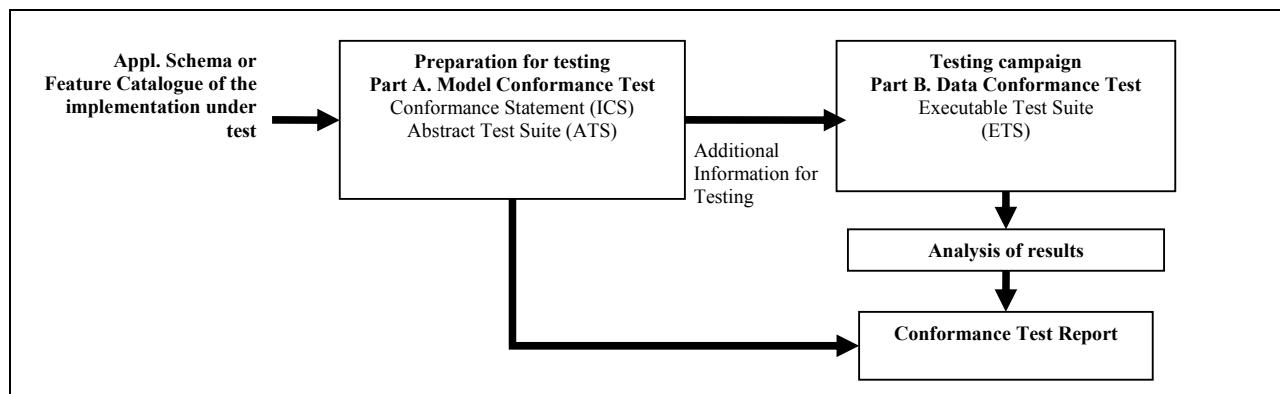 Appl. Schema or
Feature Catalogue of the
implementation under
test
Preparation for testing
Part A. Model Conformance Test
Conformance Statement (ICS)
Abstract Test Suite (ATS)
Additional
Information for
Testing
Testing campaign
Part B. Data Conformance Test
Executable Test Suite
(ETS)
Analysis of results
Conformance Test Report